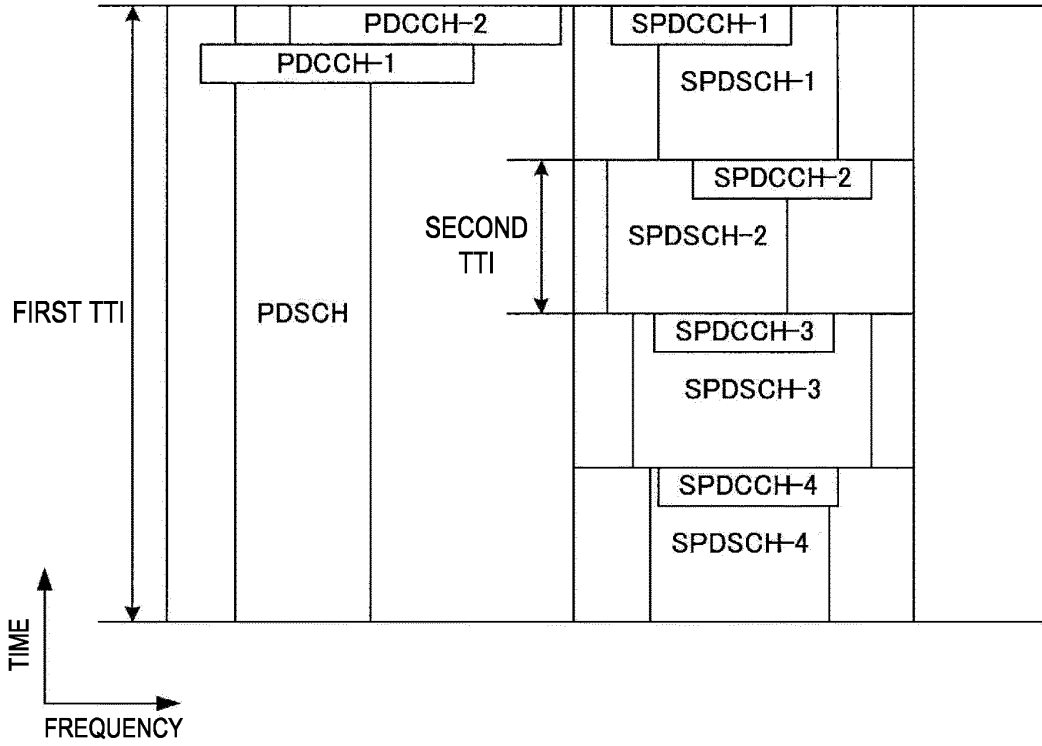 PDCCH-2
SPDCCH-1
PDCCH-1
SPDSCH-1
SPDCCH-2
SECOND
TTI
SPDSCH-2
FIRST TTI
PDSCH
SPDCCH-3
SPDSCH-3
SPDCCH-4
SPDSCH-4
TIME
FREQUENCY